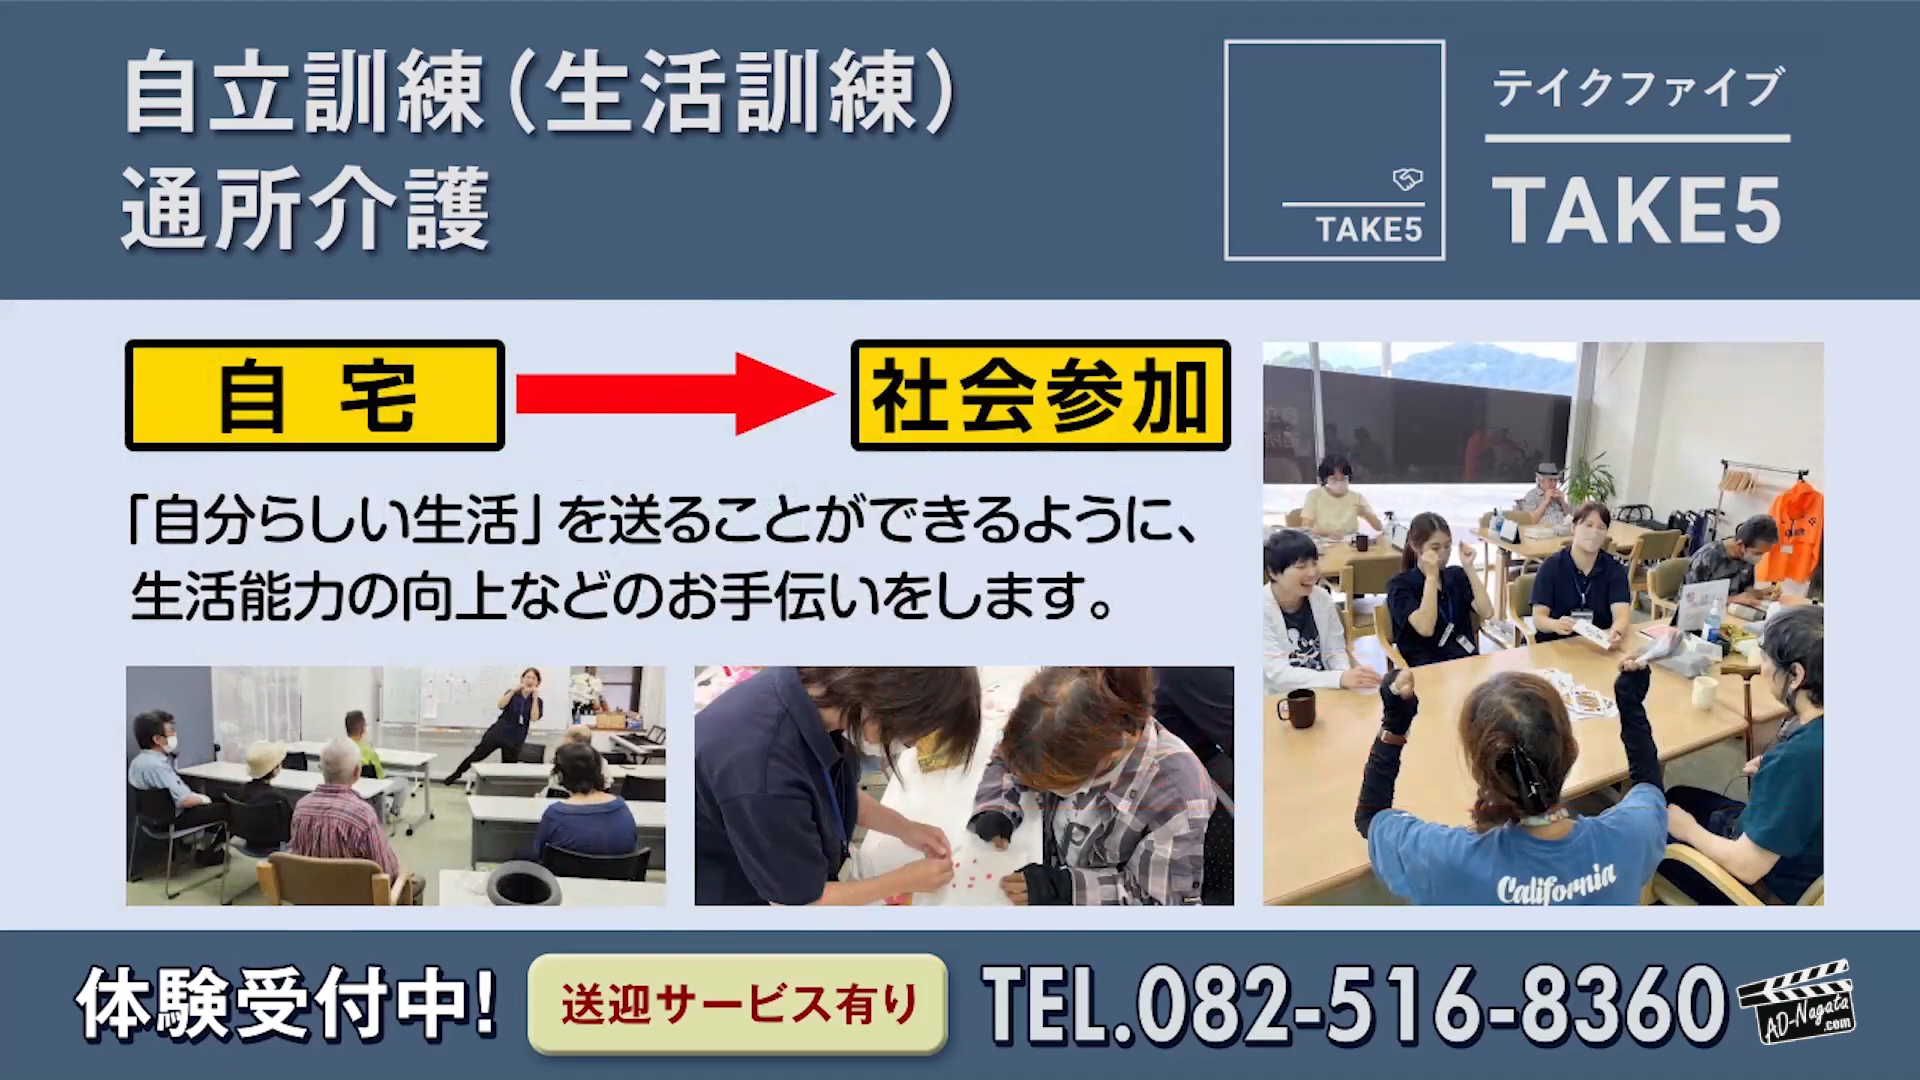 自立訓練（生活訓練）
通所介護
テイクファイブ
TAKE5
TAKE5
自宅
社会参加
「自分らしい生活」を送ることができるように、
生活能力の向上などのお手伝いをします。
California
体験受付中!
送迎サービス有り
TEL.082-516-8360
AD-Nagata
.com